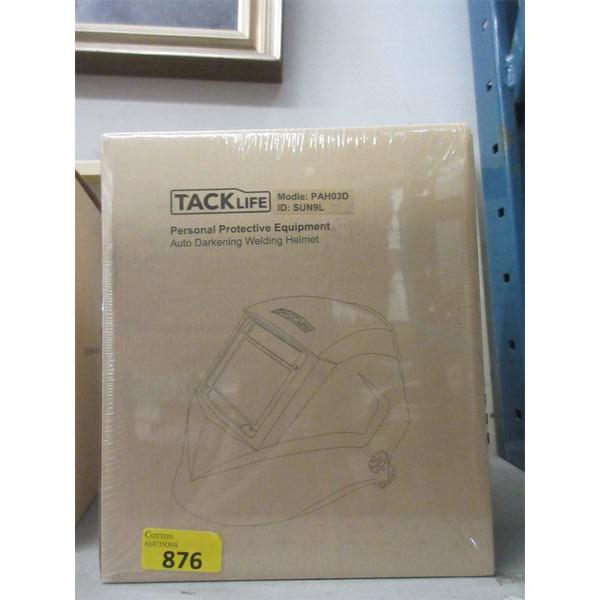 TACKLIFE
Modle: PAH03D
ID: SUN9L
Personal Protective Equipment
Auto Darkening Welding Helmet
COTTON
AUCTIONS
876